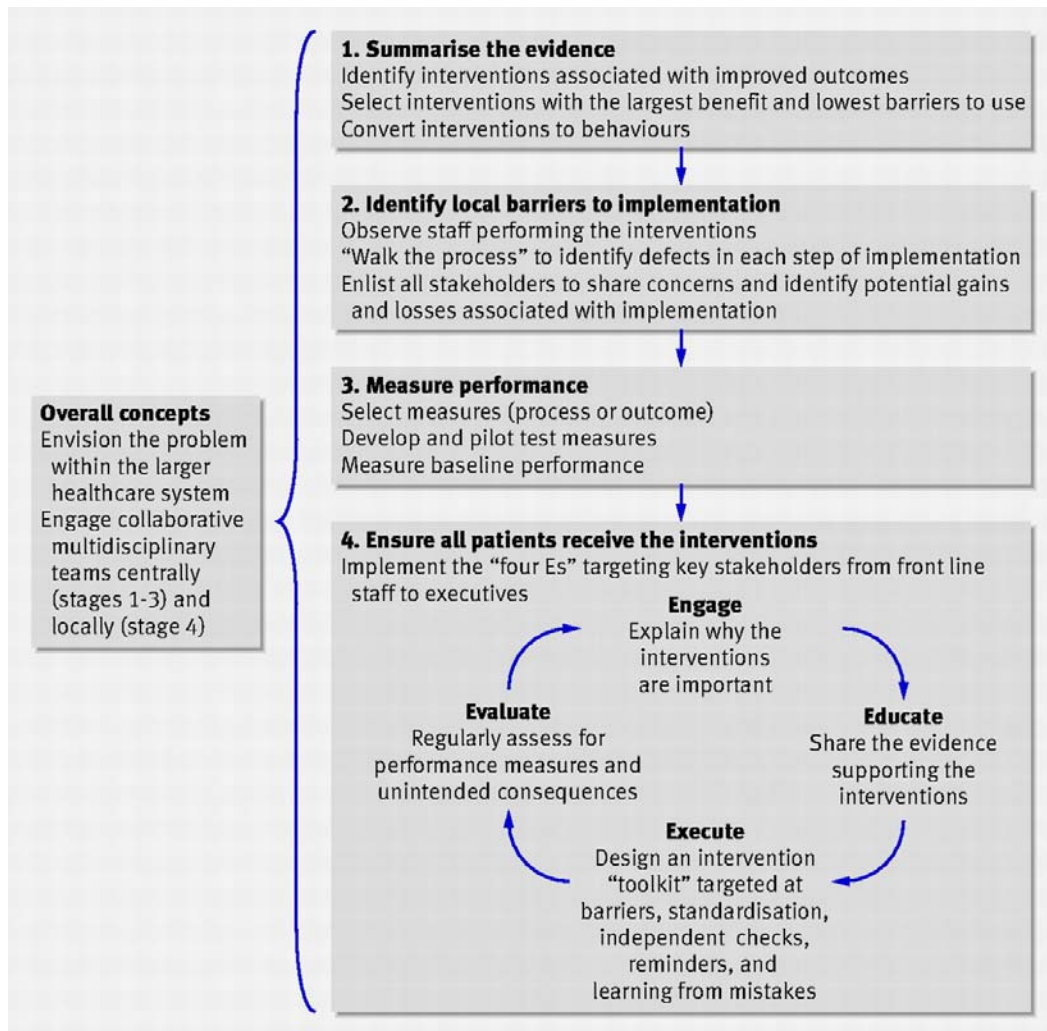 1. Summarise the evidence
Identify interventions associated with improved outcomes
Select interventions with the largest benefit and lowest barriers to use
Convert interventions to behaviours
2. Identify local barriers to implementation
Observe staff performing the interventions
“Walk the process” to identify defects in each step of implementation
Enlist all stakeholders to share concerns and identify potential gains
and losses associated with implementation
3. Measure performance
Select measures (process or outcome)
Develop and pilot test measures
Measure baseline performance
Overall concepts
Envision the problem
within the larger
healthcare system
Engage collaborative
multidisciplinary
teams centrally
(stages 1-3) and
locally (stage 4)
4. Ensure all patients receive the interventions
Implement the “four Es” targeting key stakeholders from front line
staff to executives
Engage
Explain why the
interventions
are important
Educate
Share the evidence
supporting the
interventions
Execute
Design an intervention
“toolkit” targeted at
barriers, standardisation,
independent checks,
reminders, and
learning from mistakes
Evaluate
Regularly assess for
performance measures and
unintended consequences